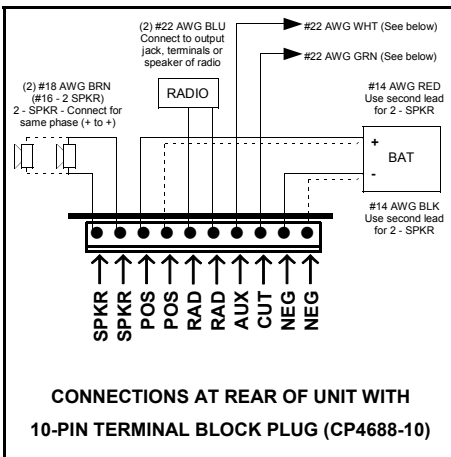 (2) #22 AWG BLU
Connect to output
jack, terminals or
speaker of radio
#22 AWG WHT (See below)
#22 AWG GRN (See below)
(2) #18 AWG BRN
(#16 - 2 SPKR)
2 - SPKR - Connect for
same phase (+ to +)
RADIO
#14 AWG RED
Use second lead
for 2 - SPKR
+
BAT
-
#14 AWG BLK
Use second lead
for 2 - SPKR
SPKR
SPKR
POS
POS
RAD
RAD
AUX
CUT
NEG
NEG
CONNECTIONS AT REAR OF UNIT WITH
10-PIN TERMINAL BLOCK PLUG (CP4688-10)